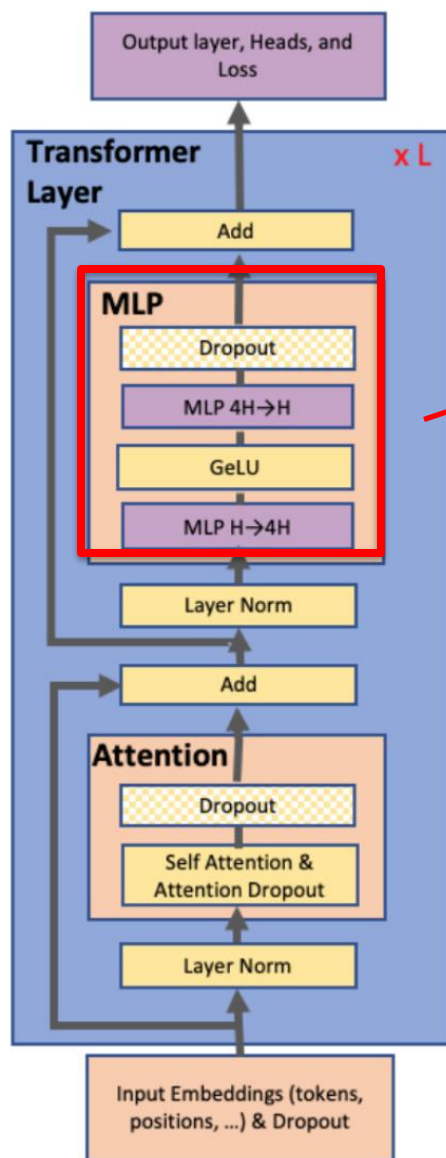 Output layer, Heads, and
Loss
Transformer
Layer
x L
Add
MLP
Dropout
MLP 4H→H
GeLU
MLP H→4H
Layer Norm
Add
Attention
Dropout
Self Attention &
Attention Dropout
Layer Norm
Input Embeddings (tokens,
positions, ...) & Dropout